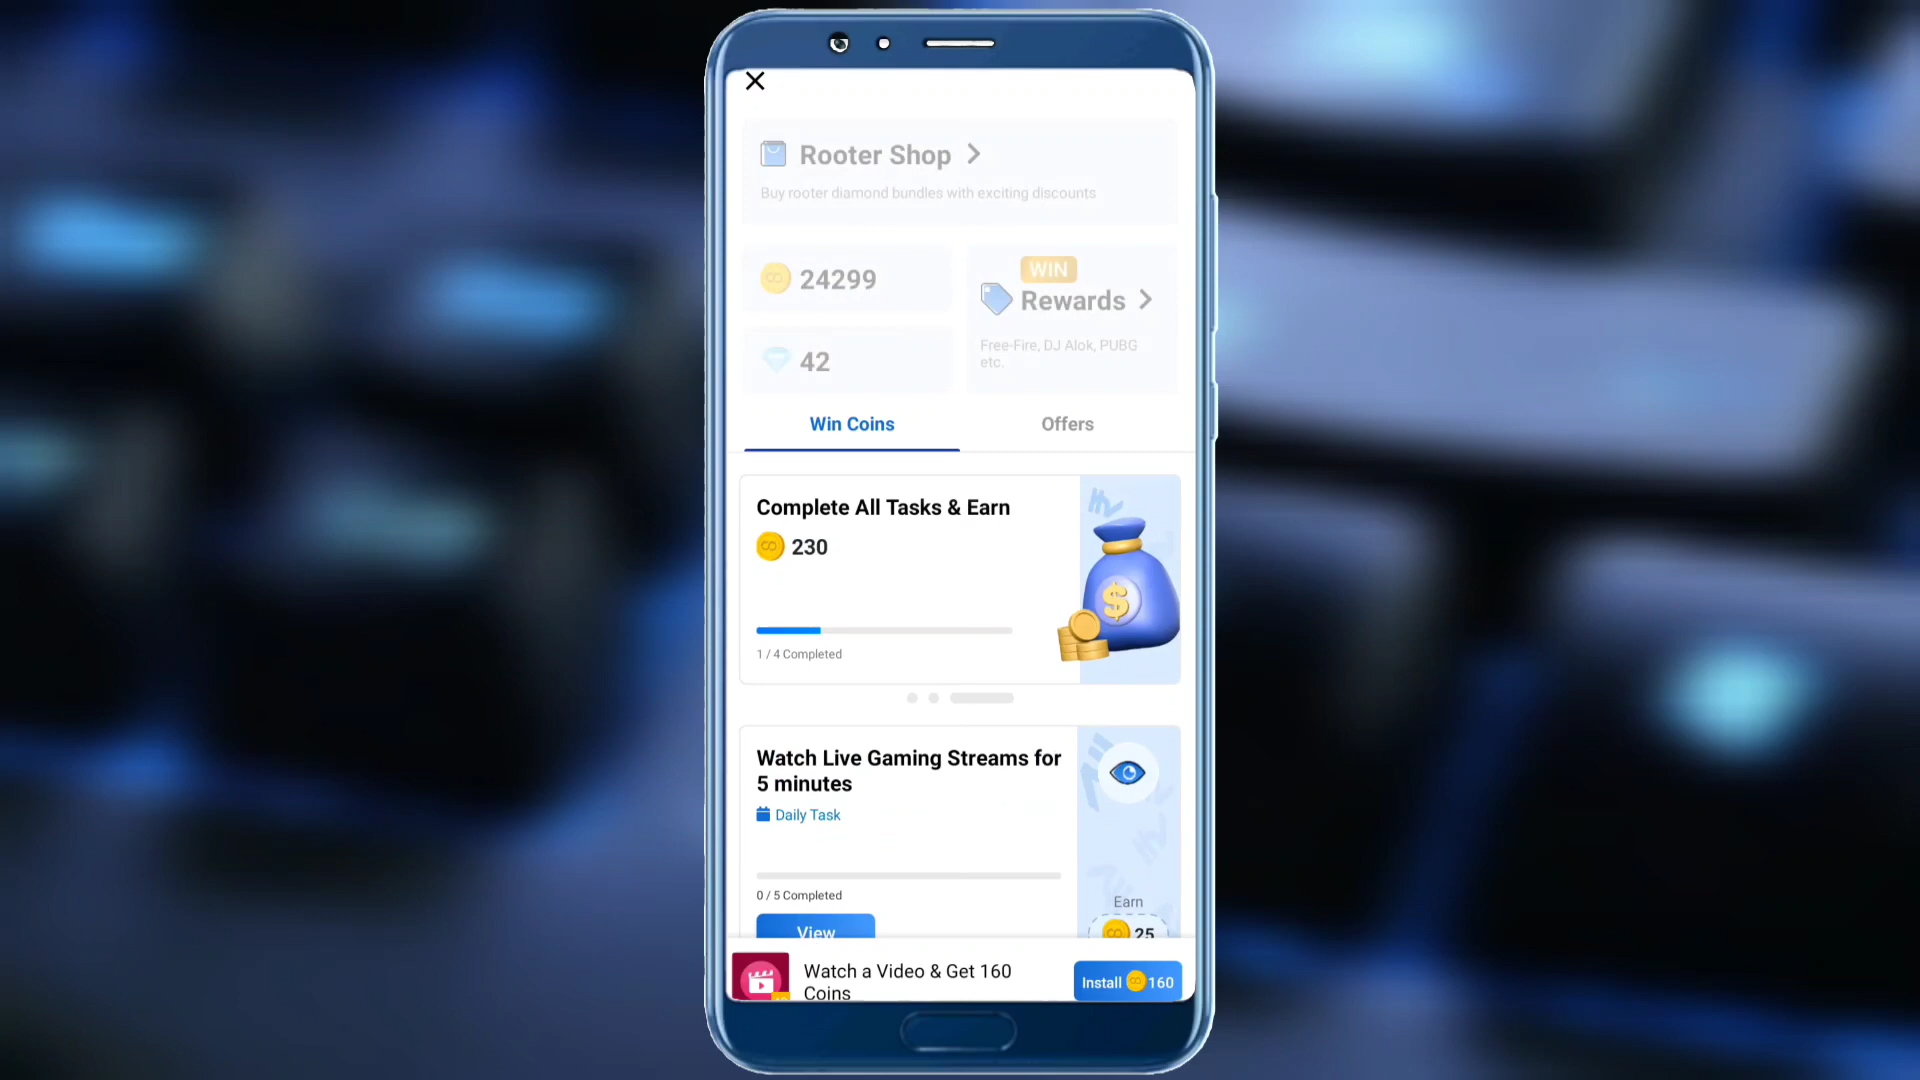 Rooter Shop
Buy rooter diamond bundles with exciting discounts
24299
WIN
Rewards
Free-Fire, DJ Alok, PUBG
etc.
42
Win Coins
Offers
Complete All Tasks & Earn
230
$
1 / 4 Completed
Watch Live Gaming Streams for
5 minutes
Daily Task
0 / 5 Completed
Earn
View
25
Watch a Video & Get 160
Coins
Install 160